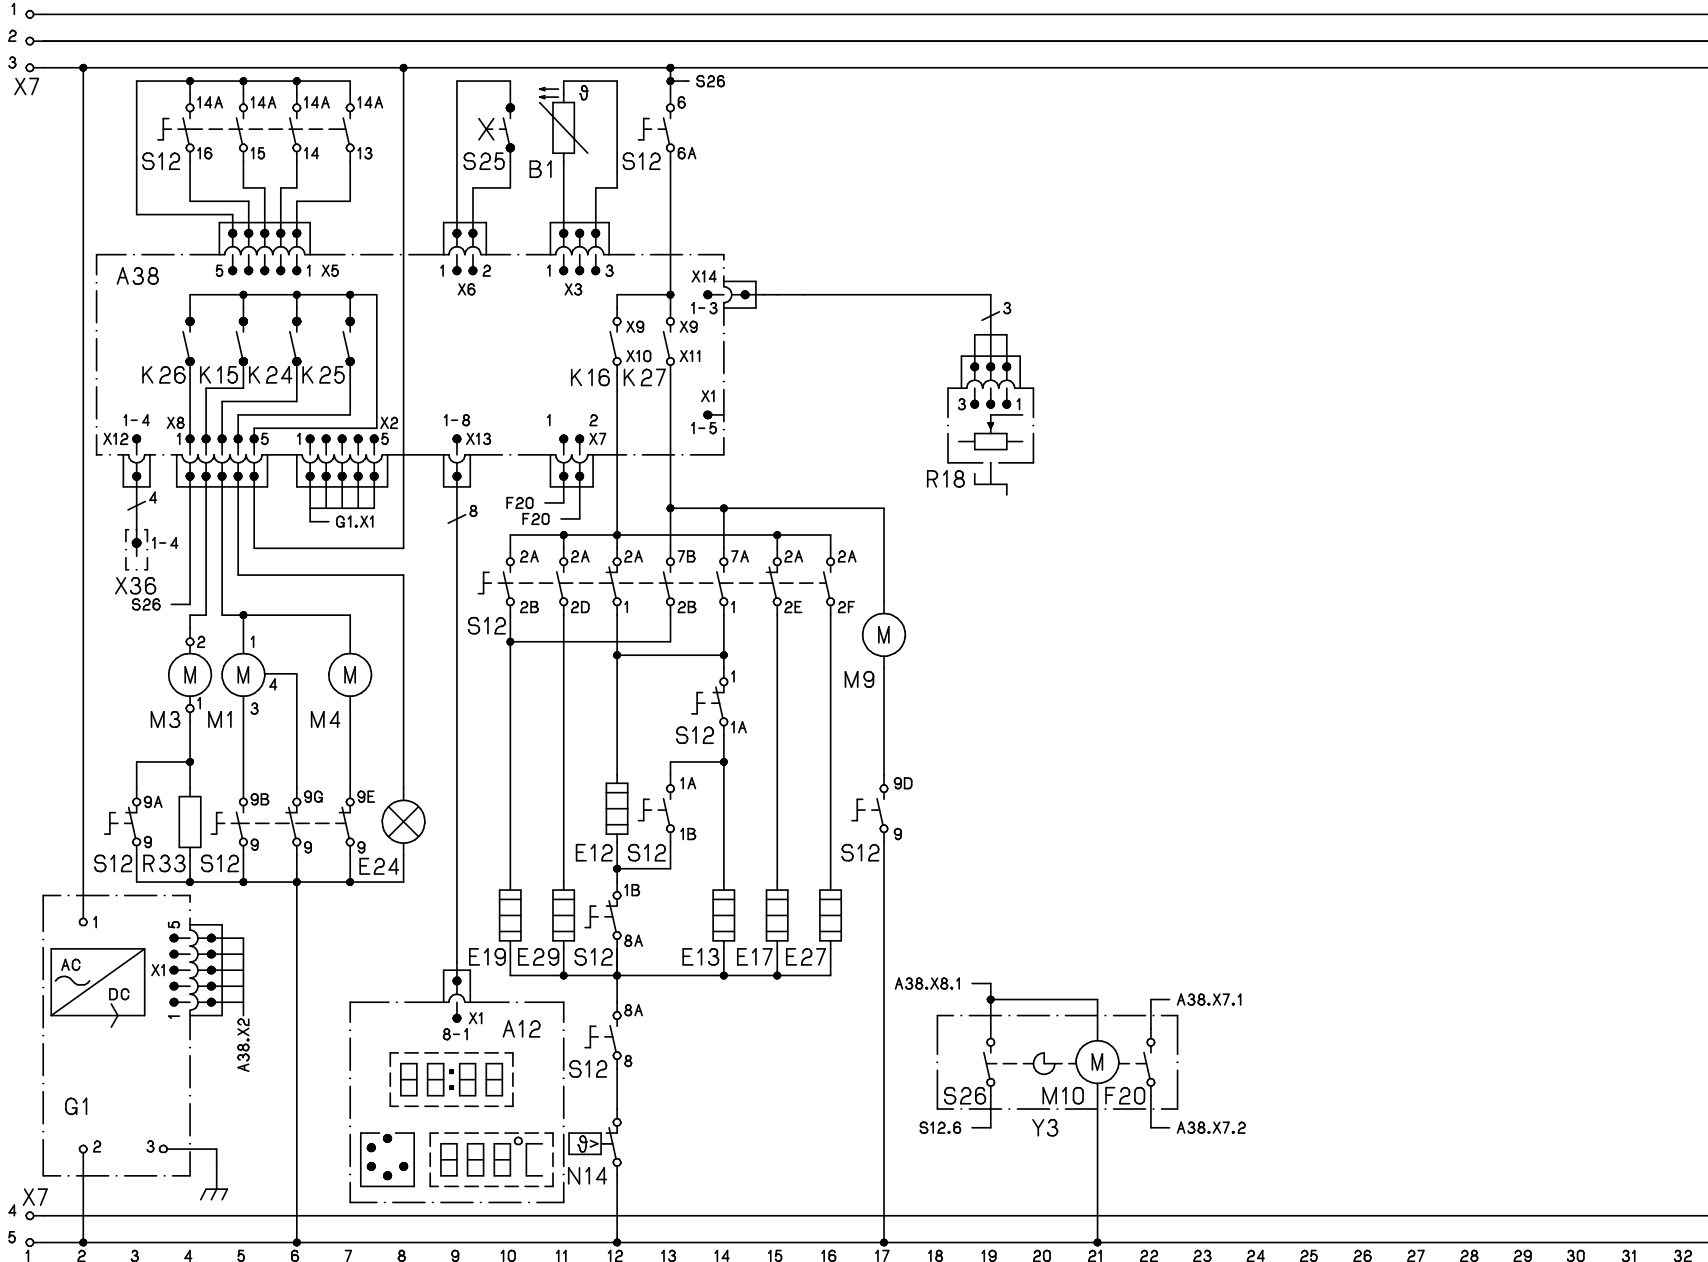 1
2
3
X7
S26
14A 14A 14A 14A ϑ 6
S12 16 15 14 13 S25 B1 S12 6A
A38 5 1 X5 1 2 1 3 X14
X6 X3 1-3 3
X9 X9
X10 X11
K26 K15 K24 K25 K16 K27
X1
3 1
1-4 X8 X2 1-8 1 2 1-5
X12 1 5 1 5 X13 X7
R18
4 F20
G1.X1 8 F20
1-4
X36 2A 2A 2A 7B 7A 2A 2A
S26 2B 2D 1 2B 1 2E 2F
S12
2 1 M
M M 4 M 1 M9
1 3
M3 M1 M4 S12 1A
9A 9B 9G 9E 1A 9D
9 9 9 9 1B 9
S12 R33 S12 E24 E12 S12 S12
1B
1 5
8A
E19 E29 S12 E13 E17 E27
AC X1
DC A38.X8.1
1 A38.X2 X1 A12 8A A38.X7.1
8-1
8
S12 M
G1 S26 M10 F20
S12.6 Y3 A38.X7.2
2 3 ϑ>
°C N14
X7
4
5
1 2 3 4 5 6 7 8 9 10 11 12 13 14 15 16 17 18 19 20 21 22 23 24 25 26 27 28 29 30 31 32